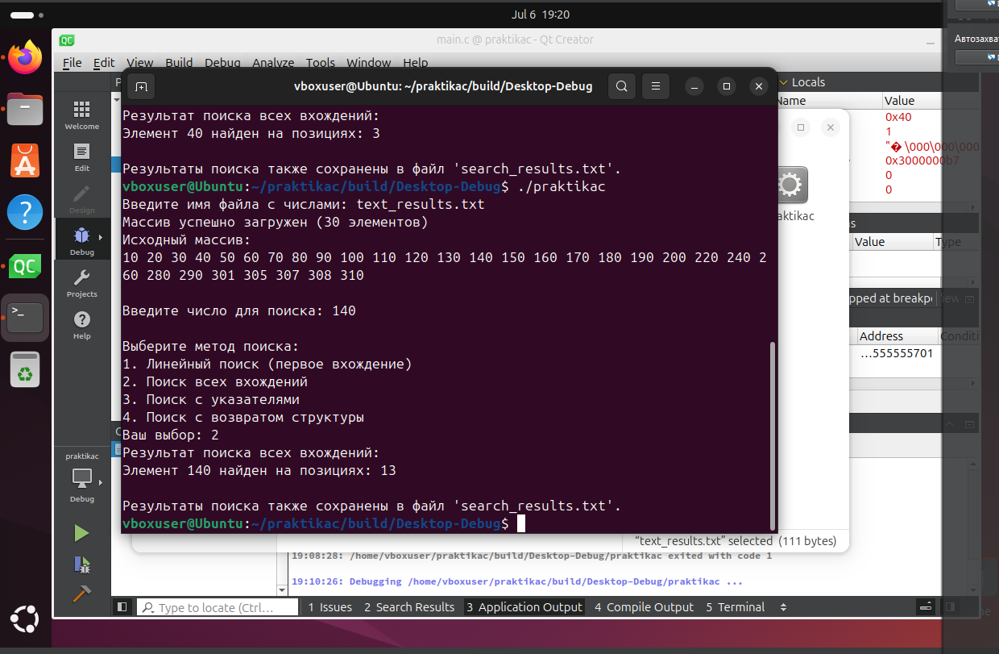 Jul 6 19:20
Автозахва
QC
main.c @ praktikac - Qt Creator
File Edit View Build Debug Analyze Tools Window Help
vboxuser@Ubuntu: ~/praktikac/build/Desktop-Debug
Результат поиска всех вхождений:
Элемент 40 найден на позициях: 3
Результаты поиска также сохранены в файл 'search_results.txt'.
vboxuser@Ubuntu:~/praktikac/build/Desktop-Debug$ ./praktikac
Введите имя файла с числами: text_results.txt
Массив успешно загружен (30 элементов)
Исходный массив:
10 20 30 40 50 60 70 80 90 100 110 120 130 140 150 160 170 180 190 200 220 240 2
60 280 290 301 305 307 308 310
Введите число для поиска: 140
Выберите метод поиска:
1. Линейный поиск (первое вхождение)
2. Поиск всех вхождений
3. Поиск с указателями
4. Поиск с возвратом структуры
Ваш выбор: 2
Результат поиска всех вхождений:
Элемент 140 найден на позициях: 13
Результаты поиска также сохранены в файл 'search_results.txt'.
vboxuser@Ubuntu:~/praktikac/build/Desktop-Debug$
Welcome
Edit
Design
Debug
Projects
Help
praktikac
Debug
Locals
Name Value
0x40
1
\000\000\000
0x3000000b7
0
0
aktikac
Value Type
pped at breakp
Address Conditi
...555555701
"text_results.txt" selected (111 bytes)
19:08:28: /home/vboxuser/praktikac/build/Desktop-Debug/praktikac exited with code 1
19:10:26: Debugging /home/vboxuser/praktikac/build/Desktop-Debug/praktikac ...
Type to locate (Ctrl... 1 Issues 2 Search Results 3 Application Output 4 Compile Output 5 Terminal